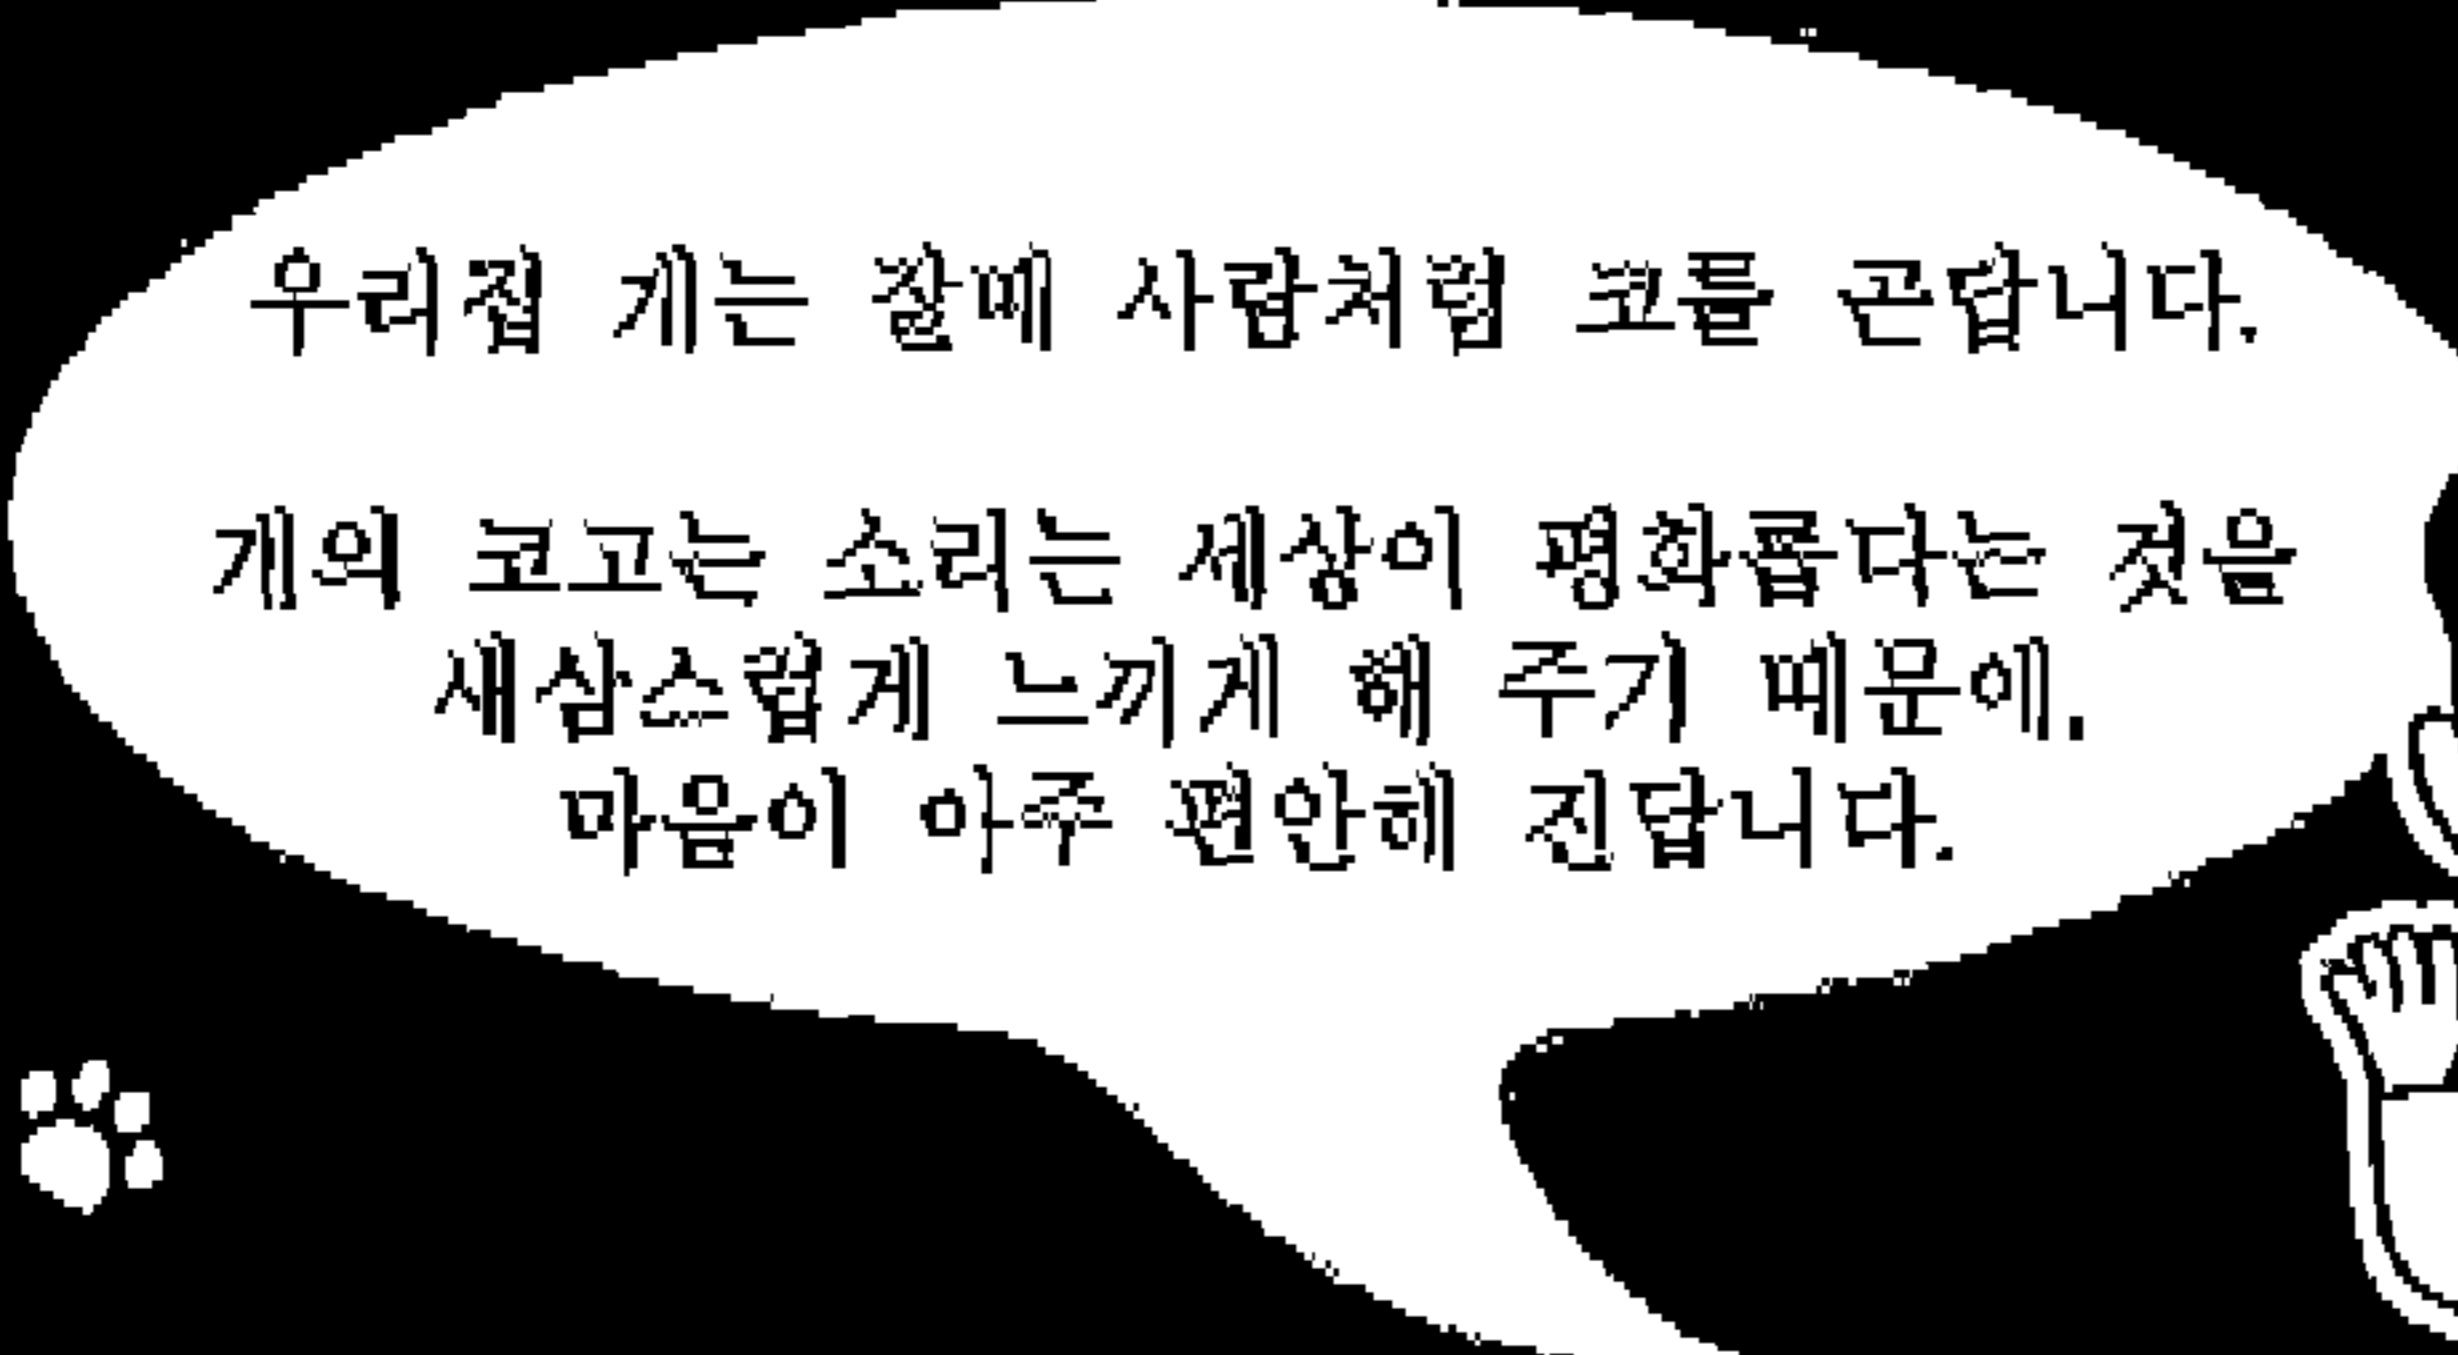 우리집 개는 잘때 사람처럼 코를 곤답니다.
개의 코고는 소리는 세상이 평화롭다는 것을
새삼스럽게 느끼게 해 주기 때문에.
마음이 아주 편안해 진답니다.